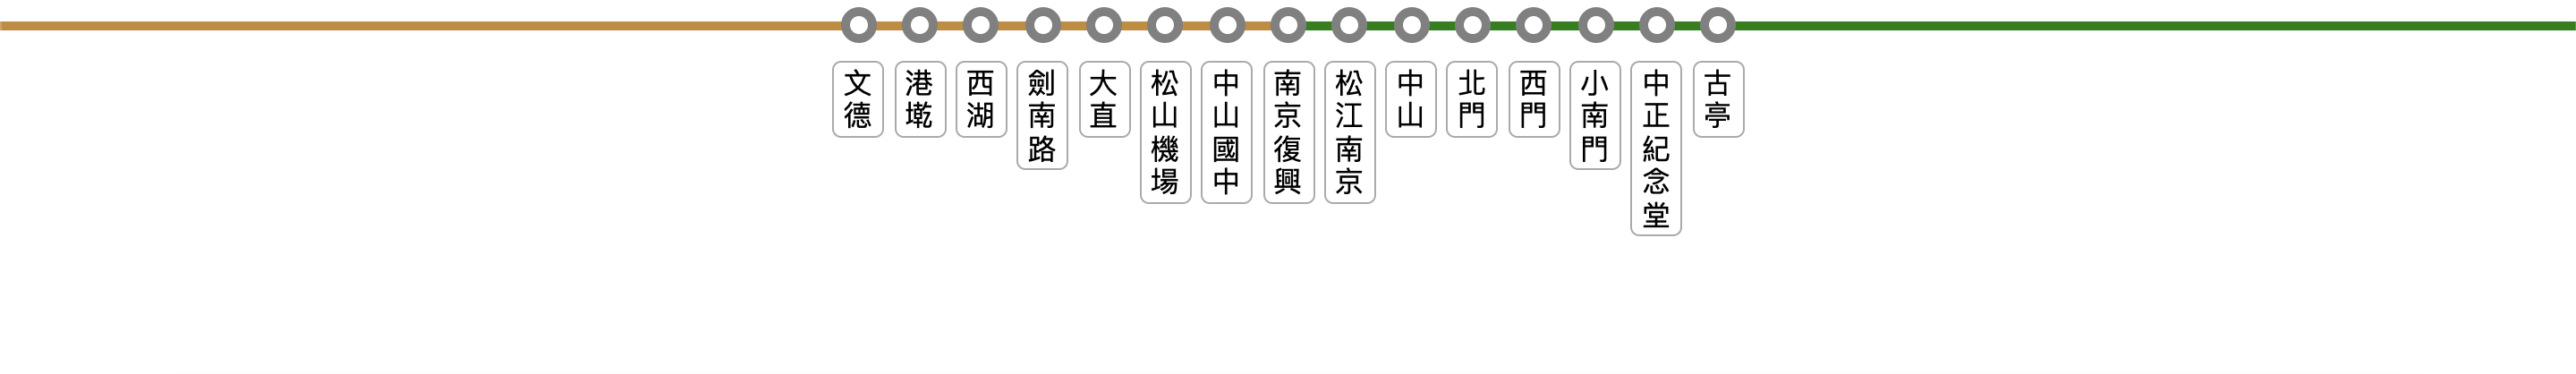 文德
港墘
西湖
劍南路
大直
松山機場
中山國中
南京復興
松江南京
中山
北門
西門
小南門
中正紀念堂
古亭